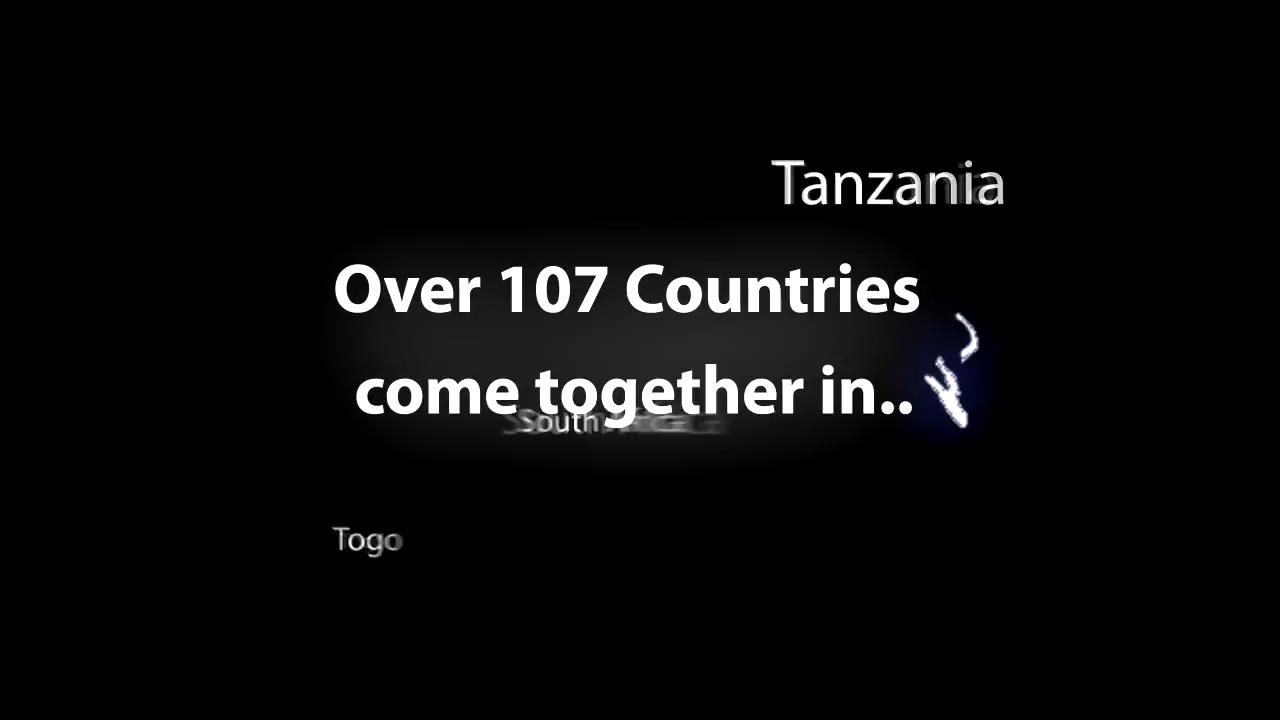 Tanzania
Over 107 Countries
come together in..
South
Togo